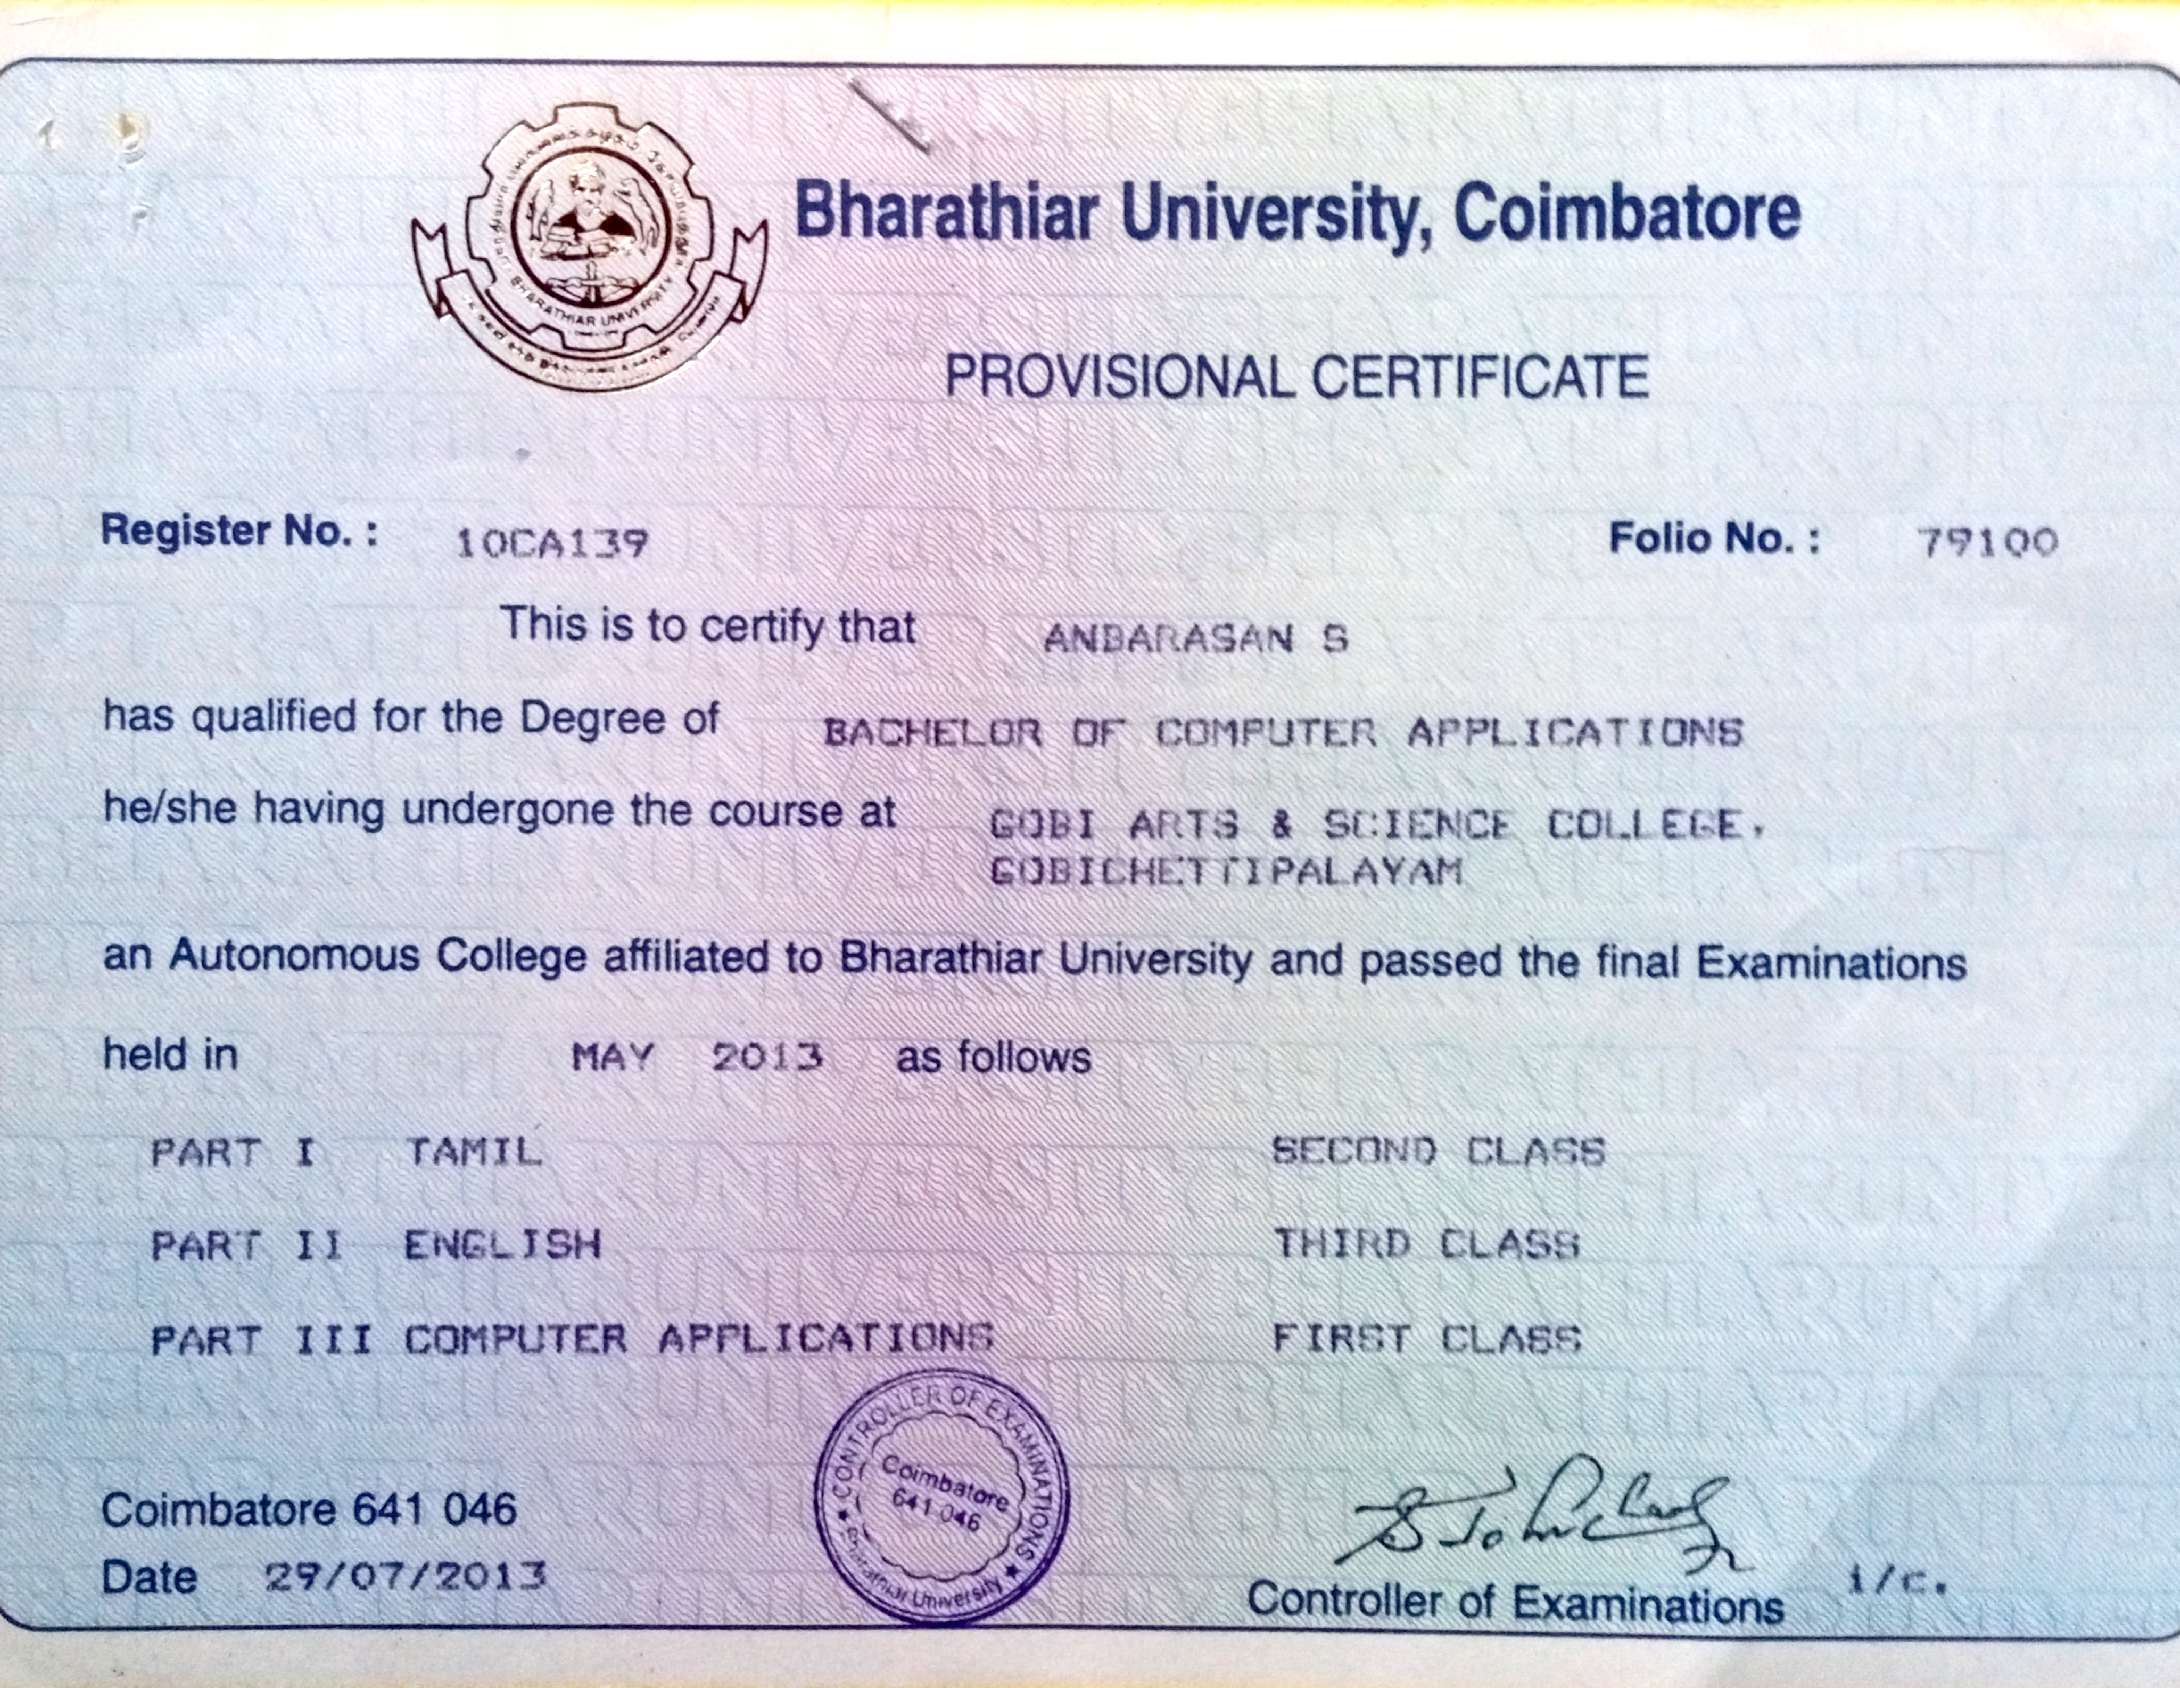 BHARATHIAR UNIVERSITY
Bharathiar University, Coimbatore
PROVISIONAL CERTIFICATE
Register No. : 10CA139 Folio No. : 79100
This is to certify that ANBARASAN S
has qualified for the Degree of BACHELOR OF COMPUTER APPLICATIONS
he/she having undergone the course at GOBI ARTS & SCIENCE COLLEGE,
GOBICHETTIPALAYAM
an Autonomous College affiliated to Bharathiar University and passed the final Examinations
held in MAY 2013 as follows
PART I TAMIL SECOND CLASS
PART II ENGLISH THIRD CLASS
PART III COMPUTER APPLICATIONS FIRST CLASS
CONTROLLER OF EXAMINATIONS
Coimbatore
641 046
Bharathiar University
Coimbatore 641 046
Date 29/07/2013
Controller of Examinations i/c.